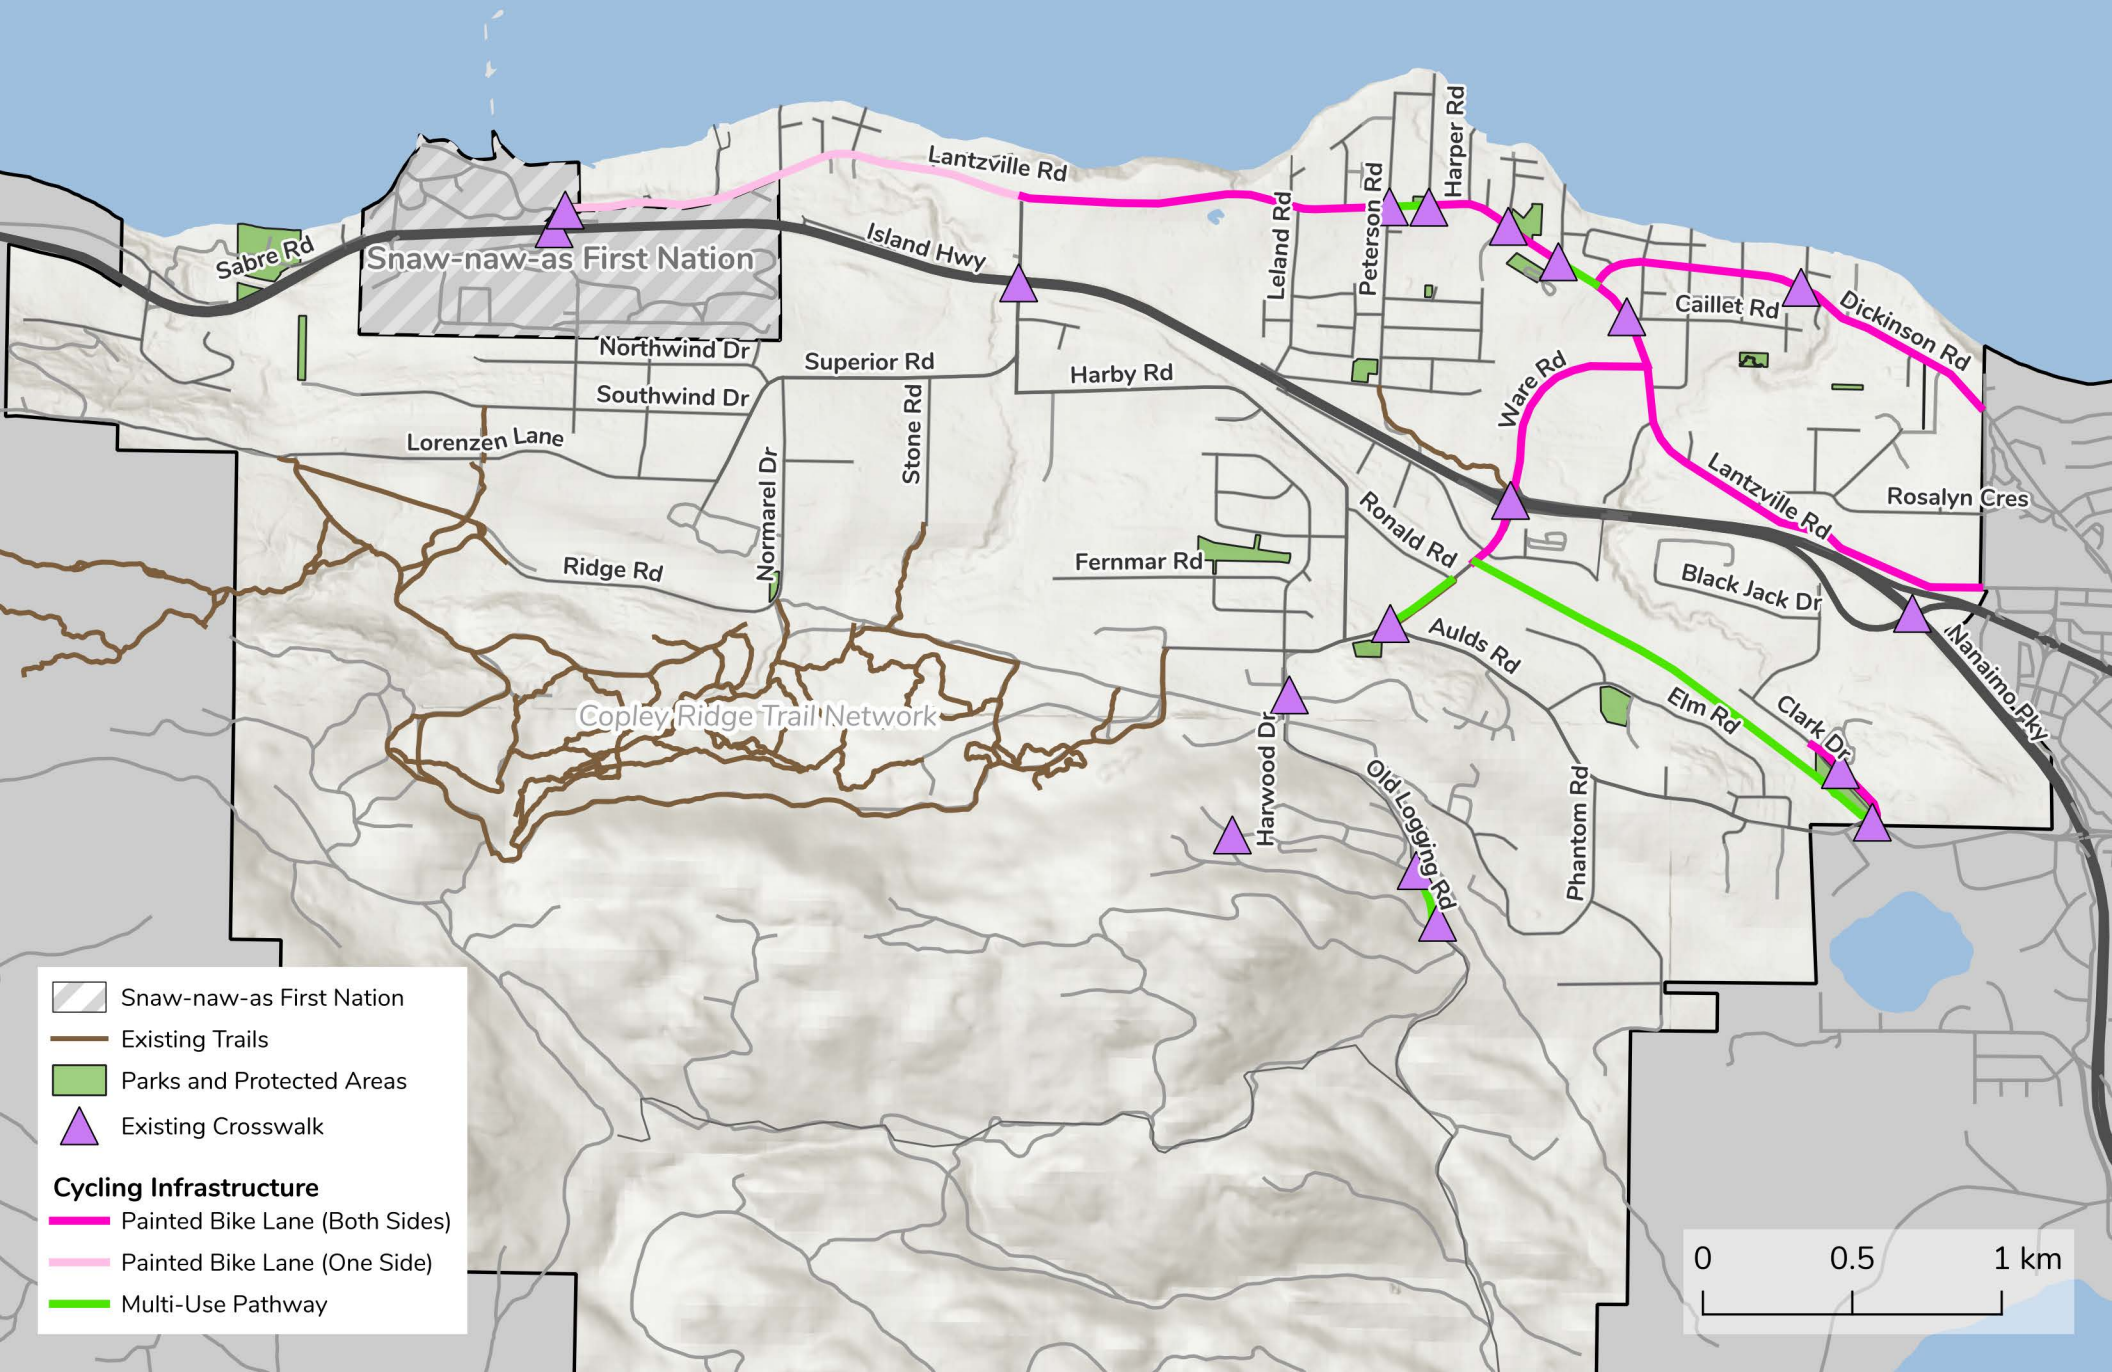 Harper Rd
Lantzville Rd
Peterson Rd
Leland Rd
Island Hwy
Sabre Rd
Snaw-naw-as First Nation
Caillet Rd
Dickinson Rd
Northwind Dr
Superior Rd
Harby Rd
Ware Rd
Southwind Dr
Stone Rd
Lorenzen Lane
Normarel Dr
Lantzville Rd
Rosalyn Cres
Ronald Rd
Ridge Rd
Fernmar Rd
Black Jack Dr
Aulds Rd
Nanaimo Pky
Elm Rd
Clark Dr
Copley Ridge Trail Network
Harwood Dr
Old Logging Rd
Phantom Rd
Snaw-naw-as First Nation
Existing Trails
Parks and Protected Areas
Existing Crosswalk
Cycling Infrastructure
Painted Bike Lane (Both Sides)
Painted Bike Lane (One Side)
Multi-Use Pathway
0 0.5 1 km